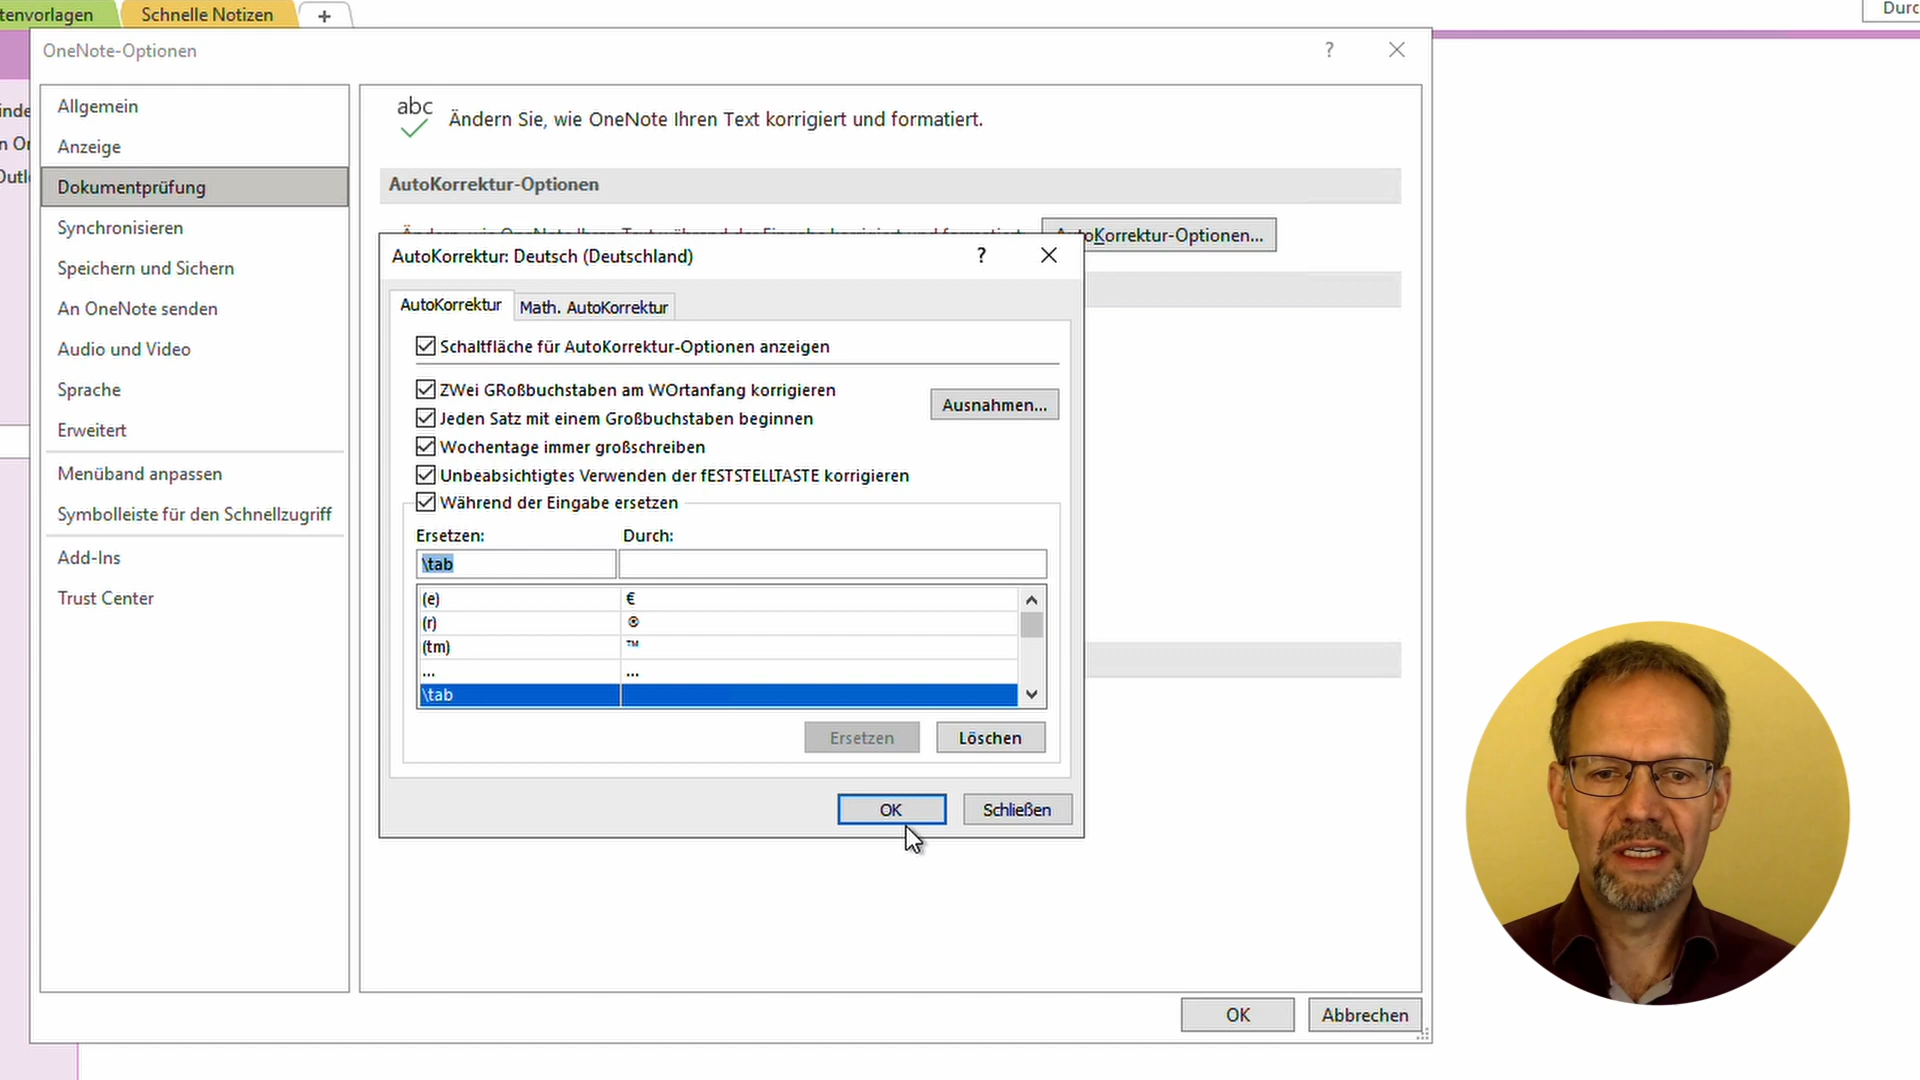 Schnelle Notizen
+
OneNote-Optionen
?
Allgemein
Anzeige
Dokumentprüfung
Synchronisieren
Speichern und Sichern
An OneNote senden
Audio und Video
Sprache
Erweitert
Menüband anpassen
Symbolleiste für den Schnellzugriff
Add-Ins
Trust Center
abc
Ändern Sie, wie OneNote Ihren Text korrigiert und formatiert.
AutoKorrektur-Optionen
AutoKorrektur-Optionen...
AutoKorrektur: Deutsch (Deutschland)
?
AutoKorrektur
Math. AutoKorrektur
Schaltfläche für AutoKorrektur-Optionen anzeigen
ZWei GRoßbuchstaben am WOrtanfang korrigieren
Jeden Satz mit einem Großbuchstaben beginnen
Wochentage immer großschreiben
Unbeabsichtigtes Verwenden der fESTSTELLTASTE korrigieren
Ausnahmen...
Während der Eingabe ersetzen
Ersetzen: Durch:
\tab
(e) €
(r) ®
(tm) ™
... ...
\tab
Ersetzen
Löschen
OK
Schließen
OK
Abbrechen